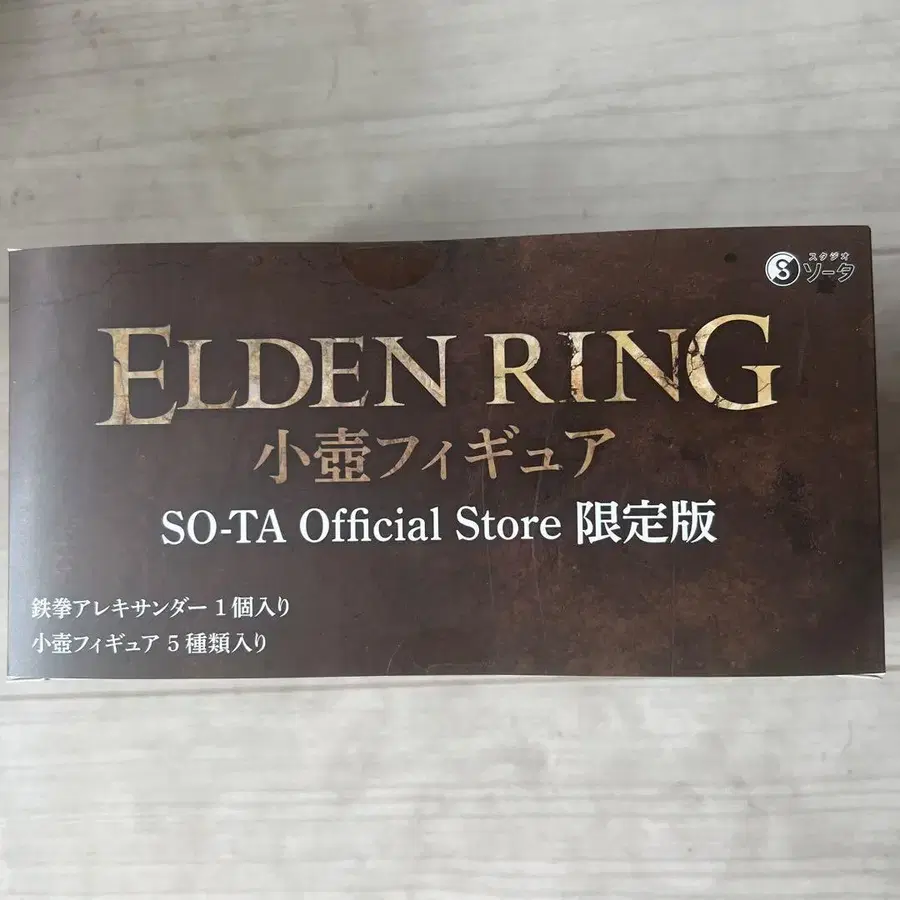 スタジオ
ソータ
ELDEN RING
小壺フィギュア
SO-TA Official Store 限定版
鉄拳アレキサンダー 1個入り
小壺フィギュア 5種類入り